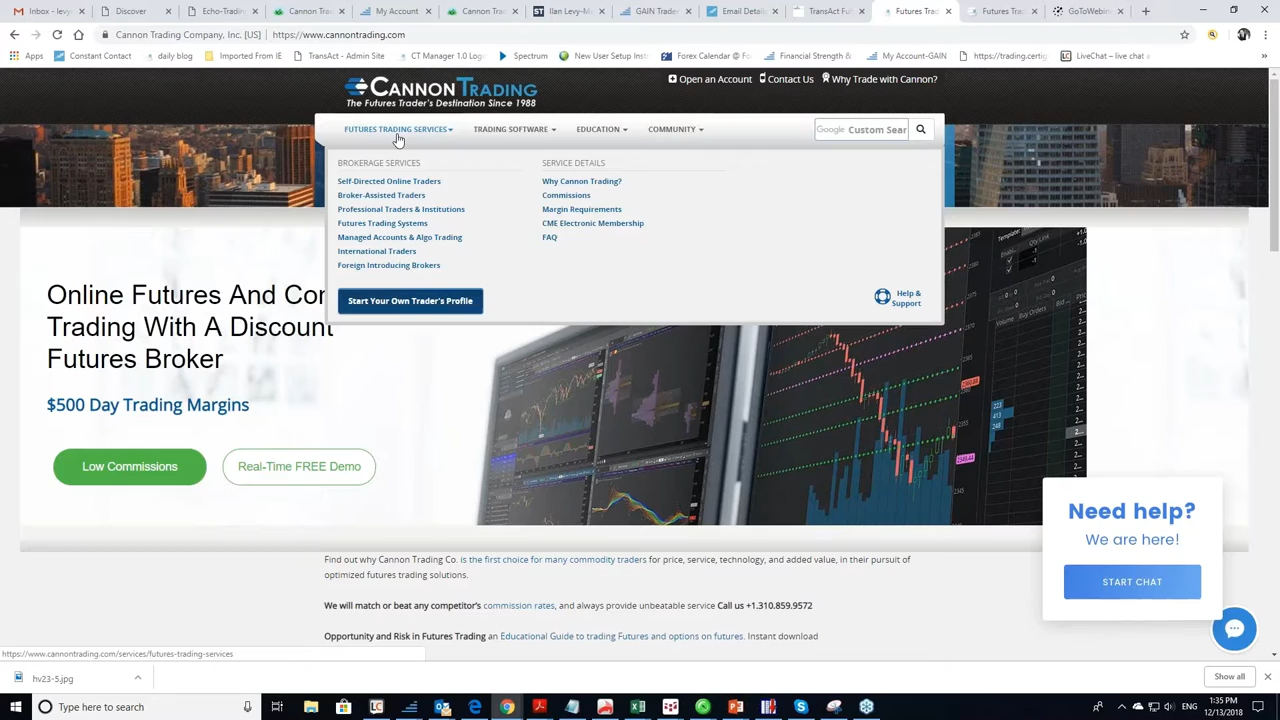 Inbox - levy
Discover
Echo-Tradin
Cannon Tra
My Account
Cannon Tra
Ilan Levy-M
GAIN Trade
Email Detail
TransAct Fu
Futures Trad
Futures Trad
GoToWebin
Cannon Trading Company, Inc. [US] | https://www.cannontrading.com
Apps
Constant Contact
daily blog
Imported From IE
TransAct - Admin
CT Manager 1.0 Logi
Spectrum
New User Setup Instr
Forex Calendar @ Fo
Financial Strength &
My Account-GAIN
https://trading.certig
LiveChat – live chat a
»
CANNONTRADING
The Futures Trader's Destination Since 1988
Open an Account
Contact Us
Why Trade with Cannon?
FUTURES TRADING SERVICES
TRADING SOFTWARE
EDUCATION
COMMUNITY
Google Custom Sear
BROKERAGE SERVICES
SERVICE DETAILS
Self-Directed Online Traders
Why Cannon Trading?
Broker-Assisted Traders
Commissions
Professional Traders & Institutions
Margin Requirements
Futures Trading Systems
CME Electronic Membership
Managed Accounts & Algo Trading
FAQ
International Traders
Foreign Introducing Brokers
Start Your Own Trader's Profile
Help &
Support
Online Futures And Con
Trading With A Discount
Futures Broker
$500 Day Trading Margins
Low Commissions
Real-Time FREE Demo
Need help?
We are here!
START CHAT
Find out why Cannon Trading Co. is the first choice for many commodity traders for price, service, technology, and added value, in their pursuit of
optimized futures trading solutions.
We will match or beat any competitor's commission rates, and always provide unbeatable service Call us +1.310.859.9572
Opportunity and Risk in Futures Trading an Educational Guide to trading Futures and options on futures. Instant download
https://www.cannontrading.com/services/futures-trading-services
hv23-5.jpg
Show all
Type here to search
ENG
1:35 PM
12/13/2018